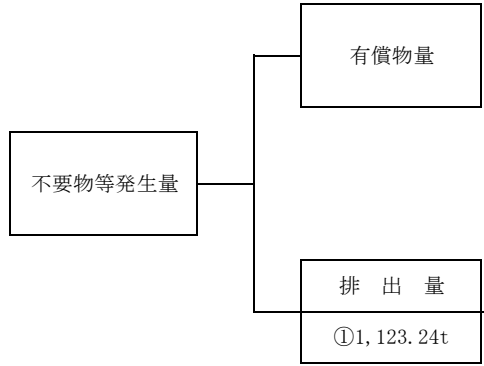 有償物量
不要物等発生量
排　出　量
①1,123.24t